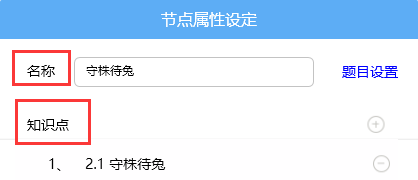 节点属性设定
名称 守株待兔 题目设置
知识点
1、 2.1 守株待兔